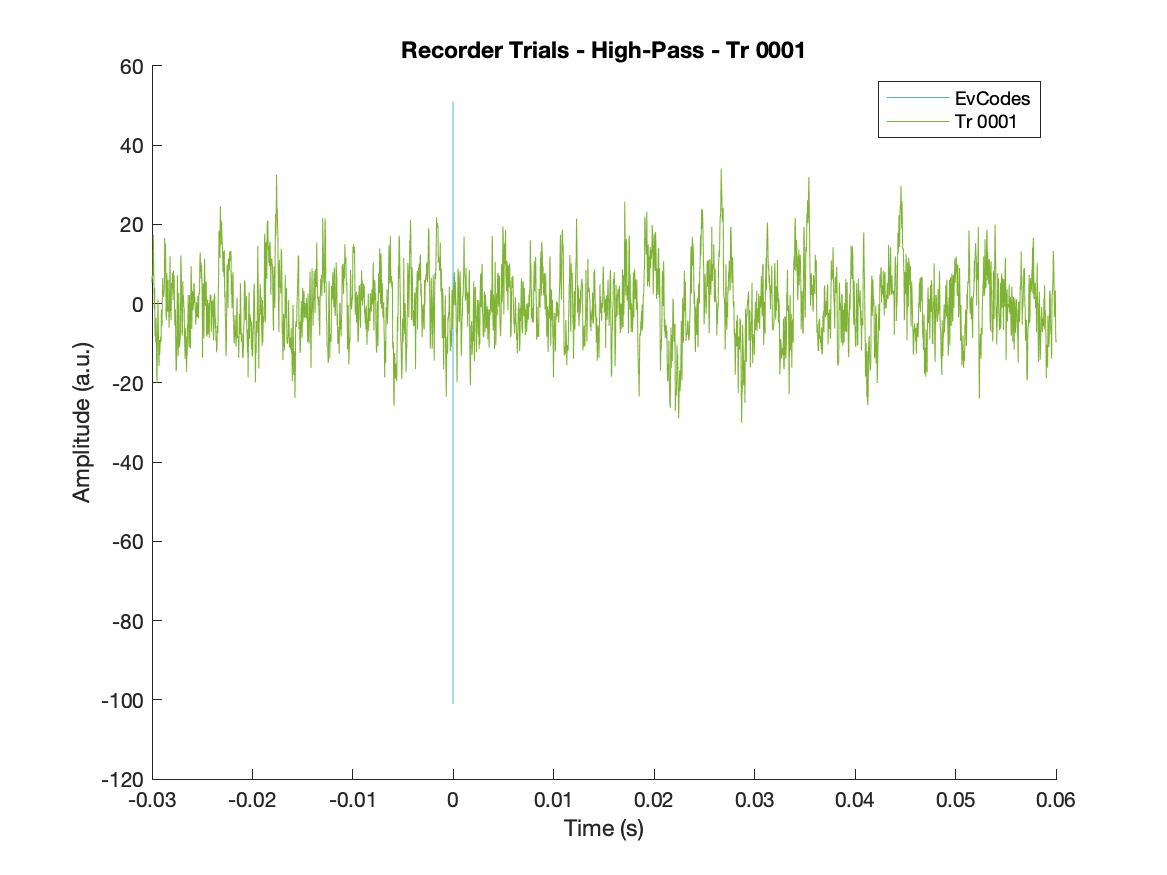 Recorder Trials - High-Pass - Tr 0001
EvCodes
Tr 0001
60
40
20
0
-20
-40
-60
-80
-100
-120
Amplitude (a.u.)
-0.03 -0.02 -0.01 0 0.01 0.02 0.03 0.04 0.05 0.06
Time (s)